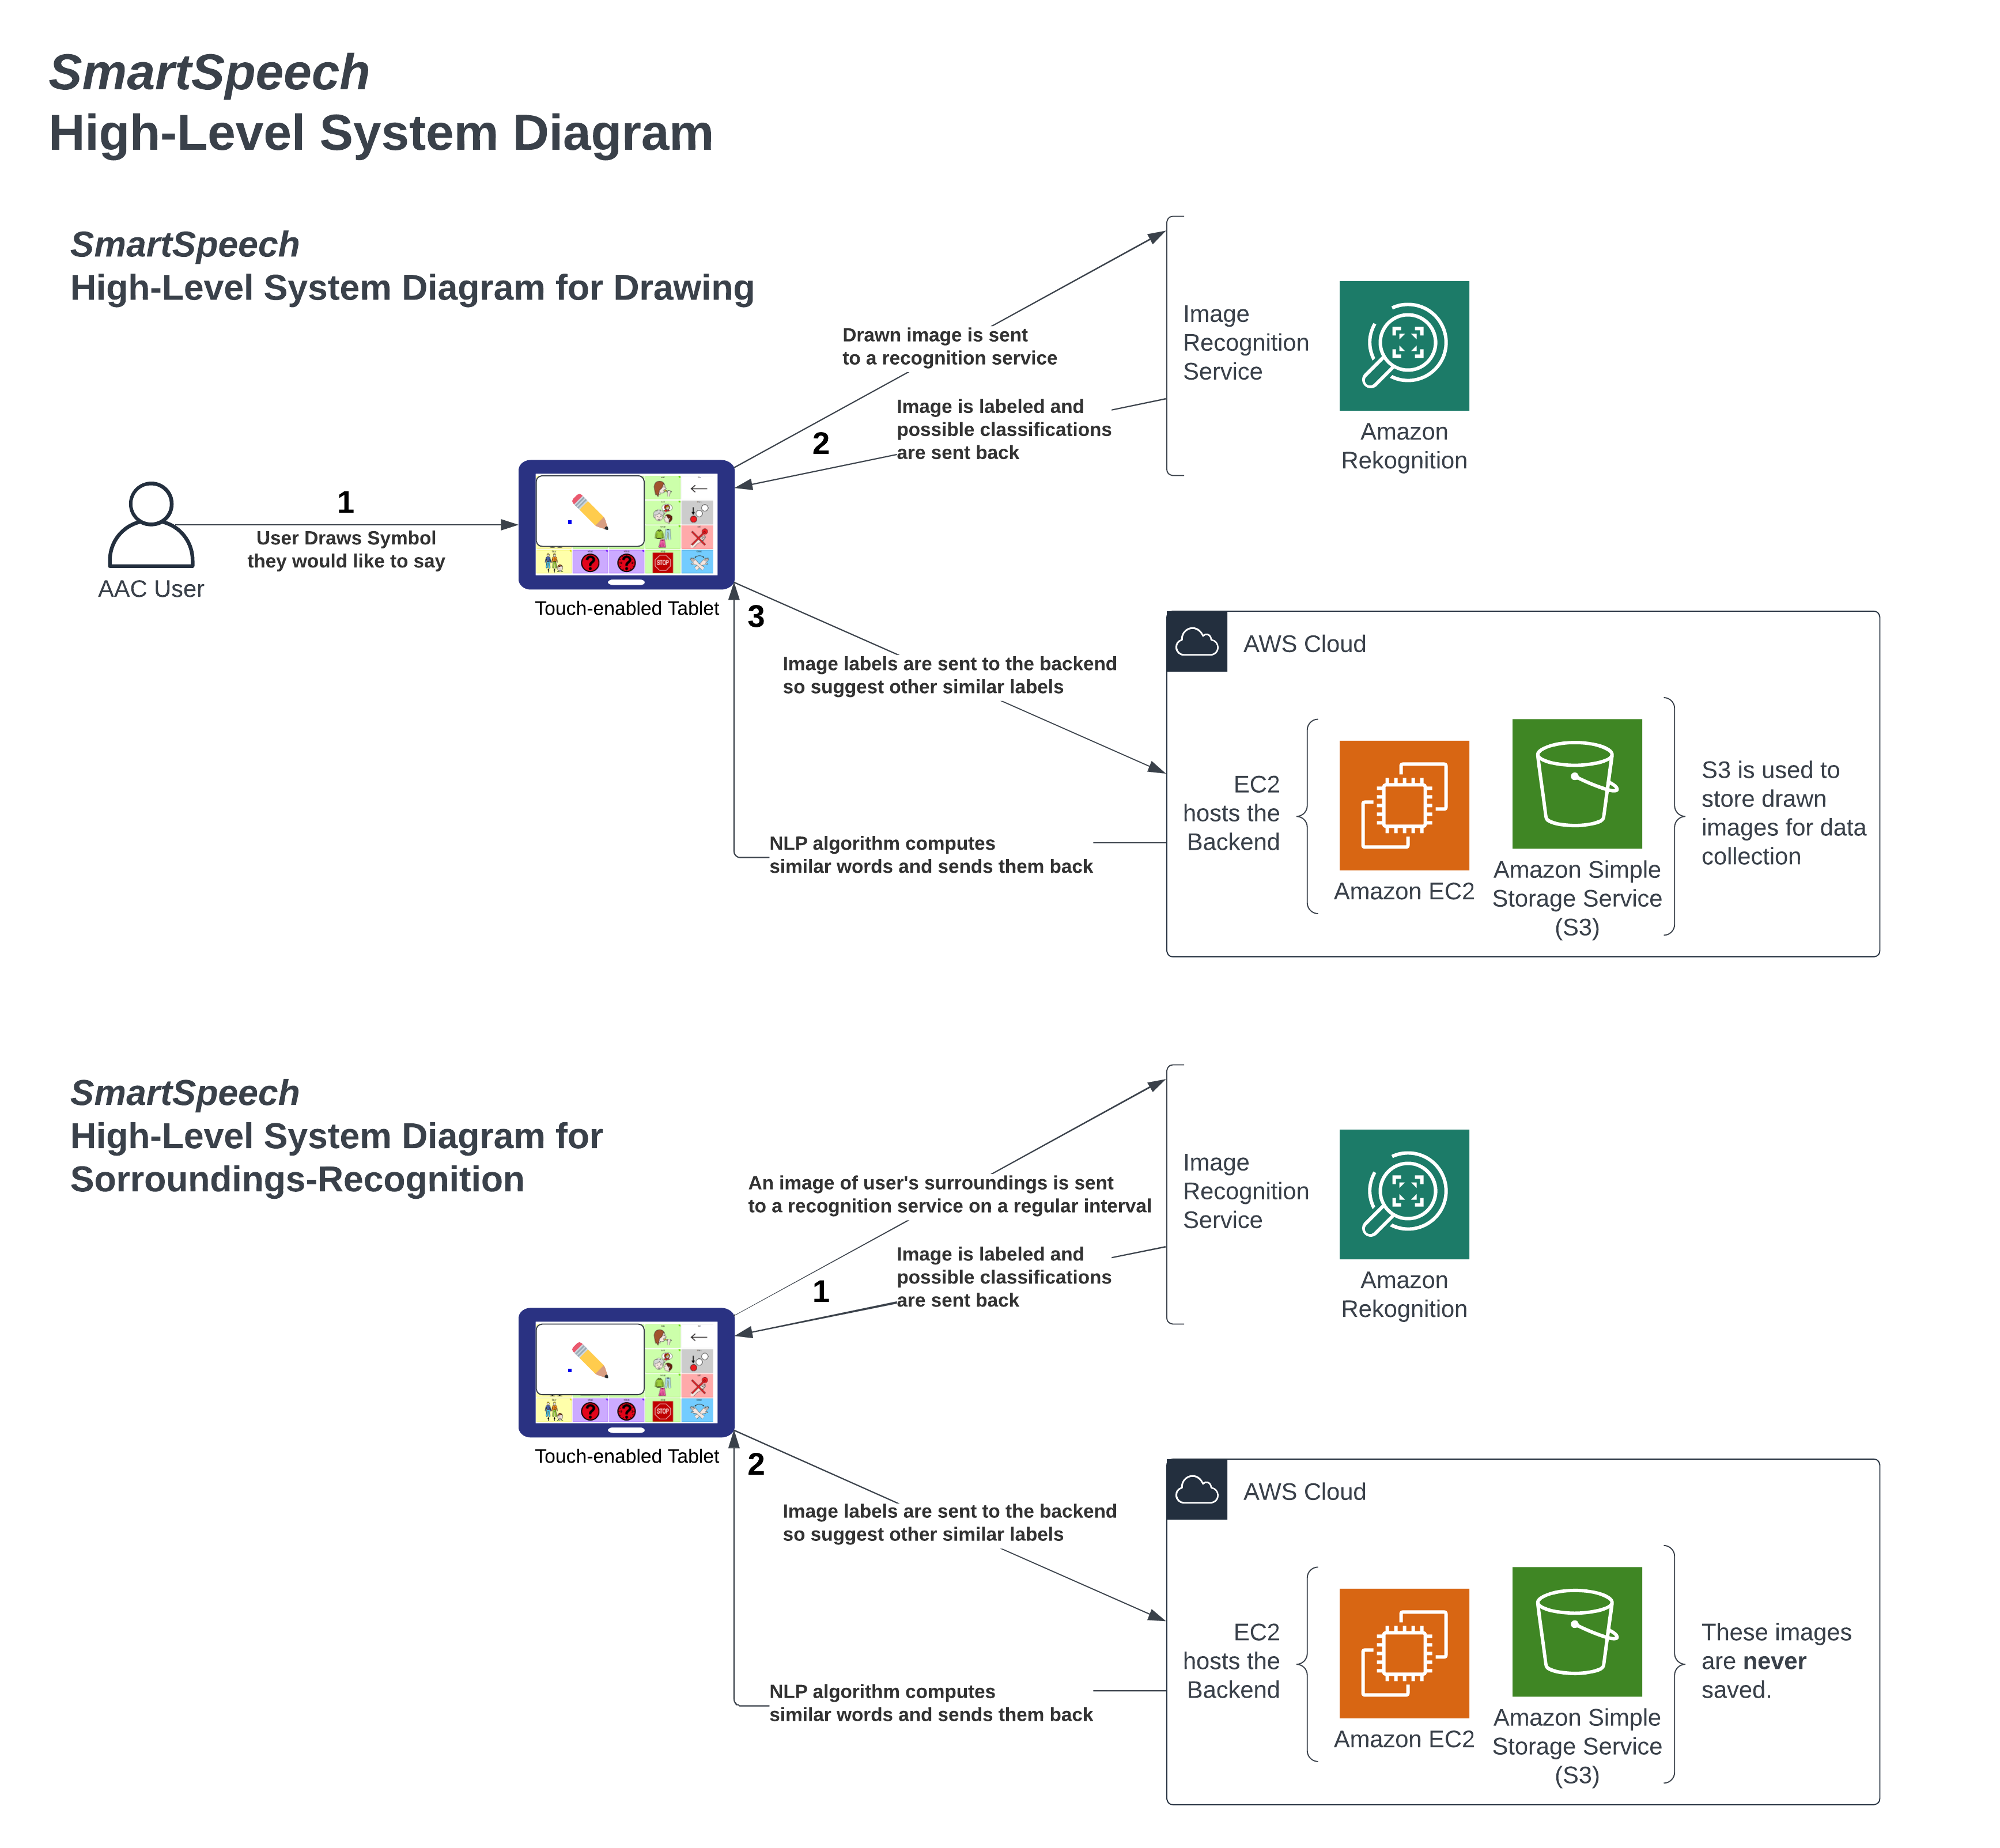 SmartSpeech
High-Level System Diagram
SmartSpeech
High-Level System Diagram for Drawing
Drawn image is sent
to a recognition service
Image
Recognition
Service
Image is labeled and
possible classifications
are sent back
2
Amazon
Rekognition
1
User Draws Symbol
they would like to say
AAC User
STOP
Touch-enabled Tablet
3
Image labels are sent to the backend
so suggest other similar labels
AWS Cloud
EC2
hosts the
Backend
NLP algorithm computes
similar words and sends them back
Amazon EC2
Amazon Simple
Storage Service
(S3)
S3 is used to
store drawn
images for data
collection
SmartSpeech
High-Level System Diagram for
Sorroundings-Recognition
An image of user's surroundings is sent
to a recognition service on a regular interval
Image
Recognition
Service
Image is labeled and
possible classifications
are sent back
1
Amazon
Rekognition
STOP
Touch-enabled Tablet
2
Image labels are sent to the backend
so suggest other similar labels
AWS Cloud
EC2
hosts the
Backend
NLP algorithm computes
similar words and sends them back
Amazon EC2
Amazon Simple
Storage Service
(S3)
These images
are never
saved.